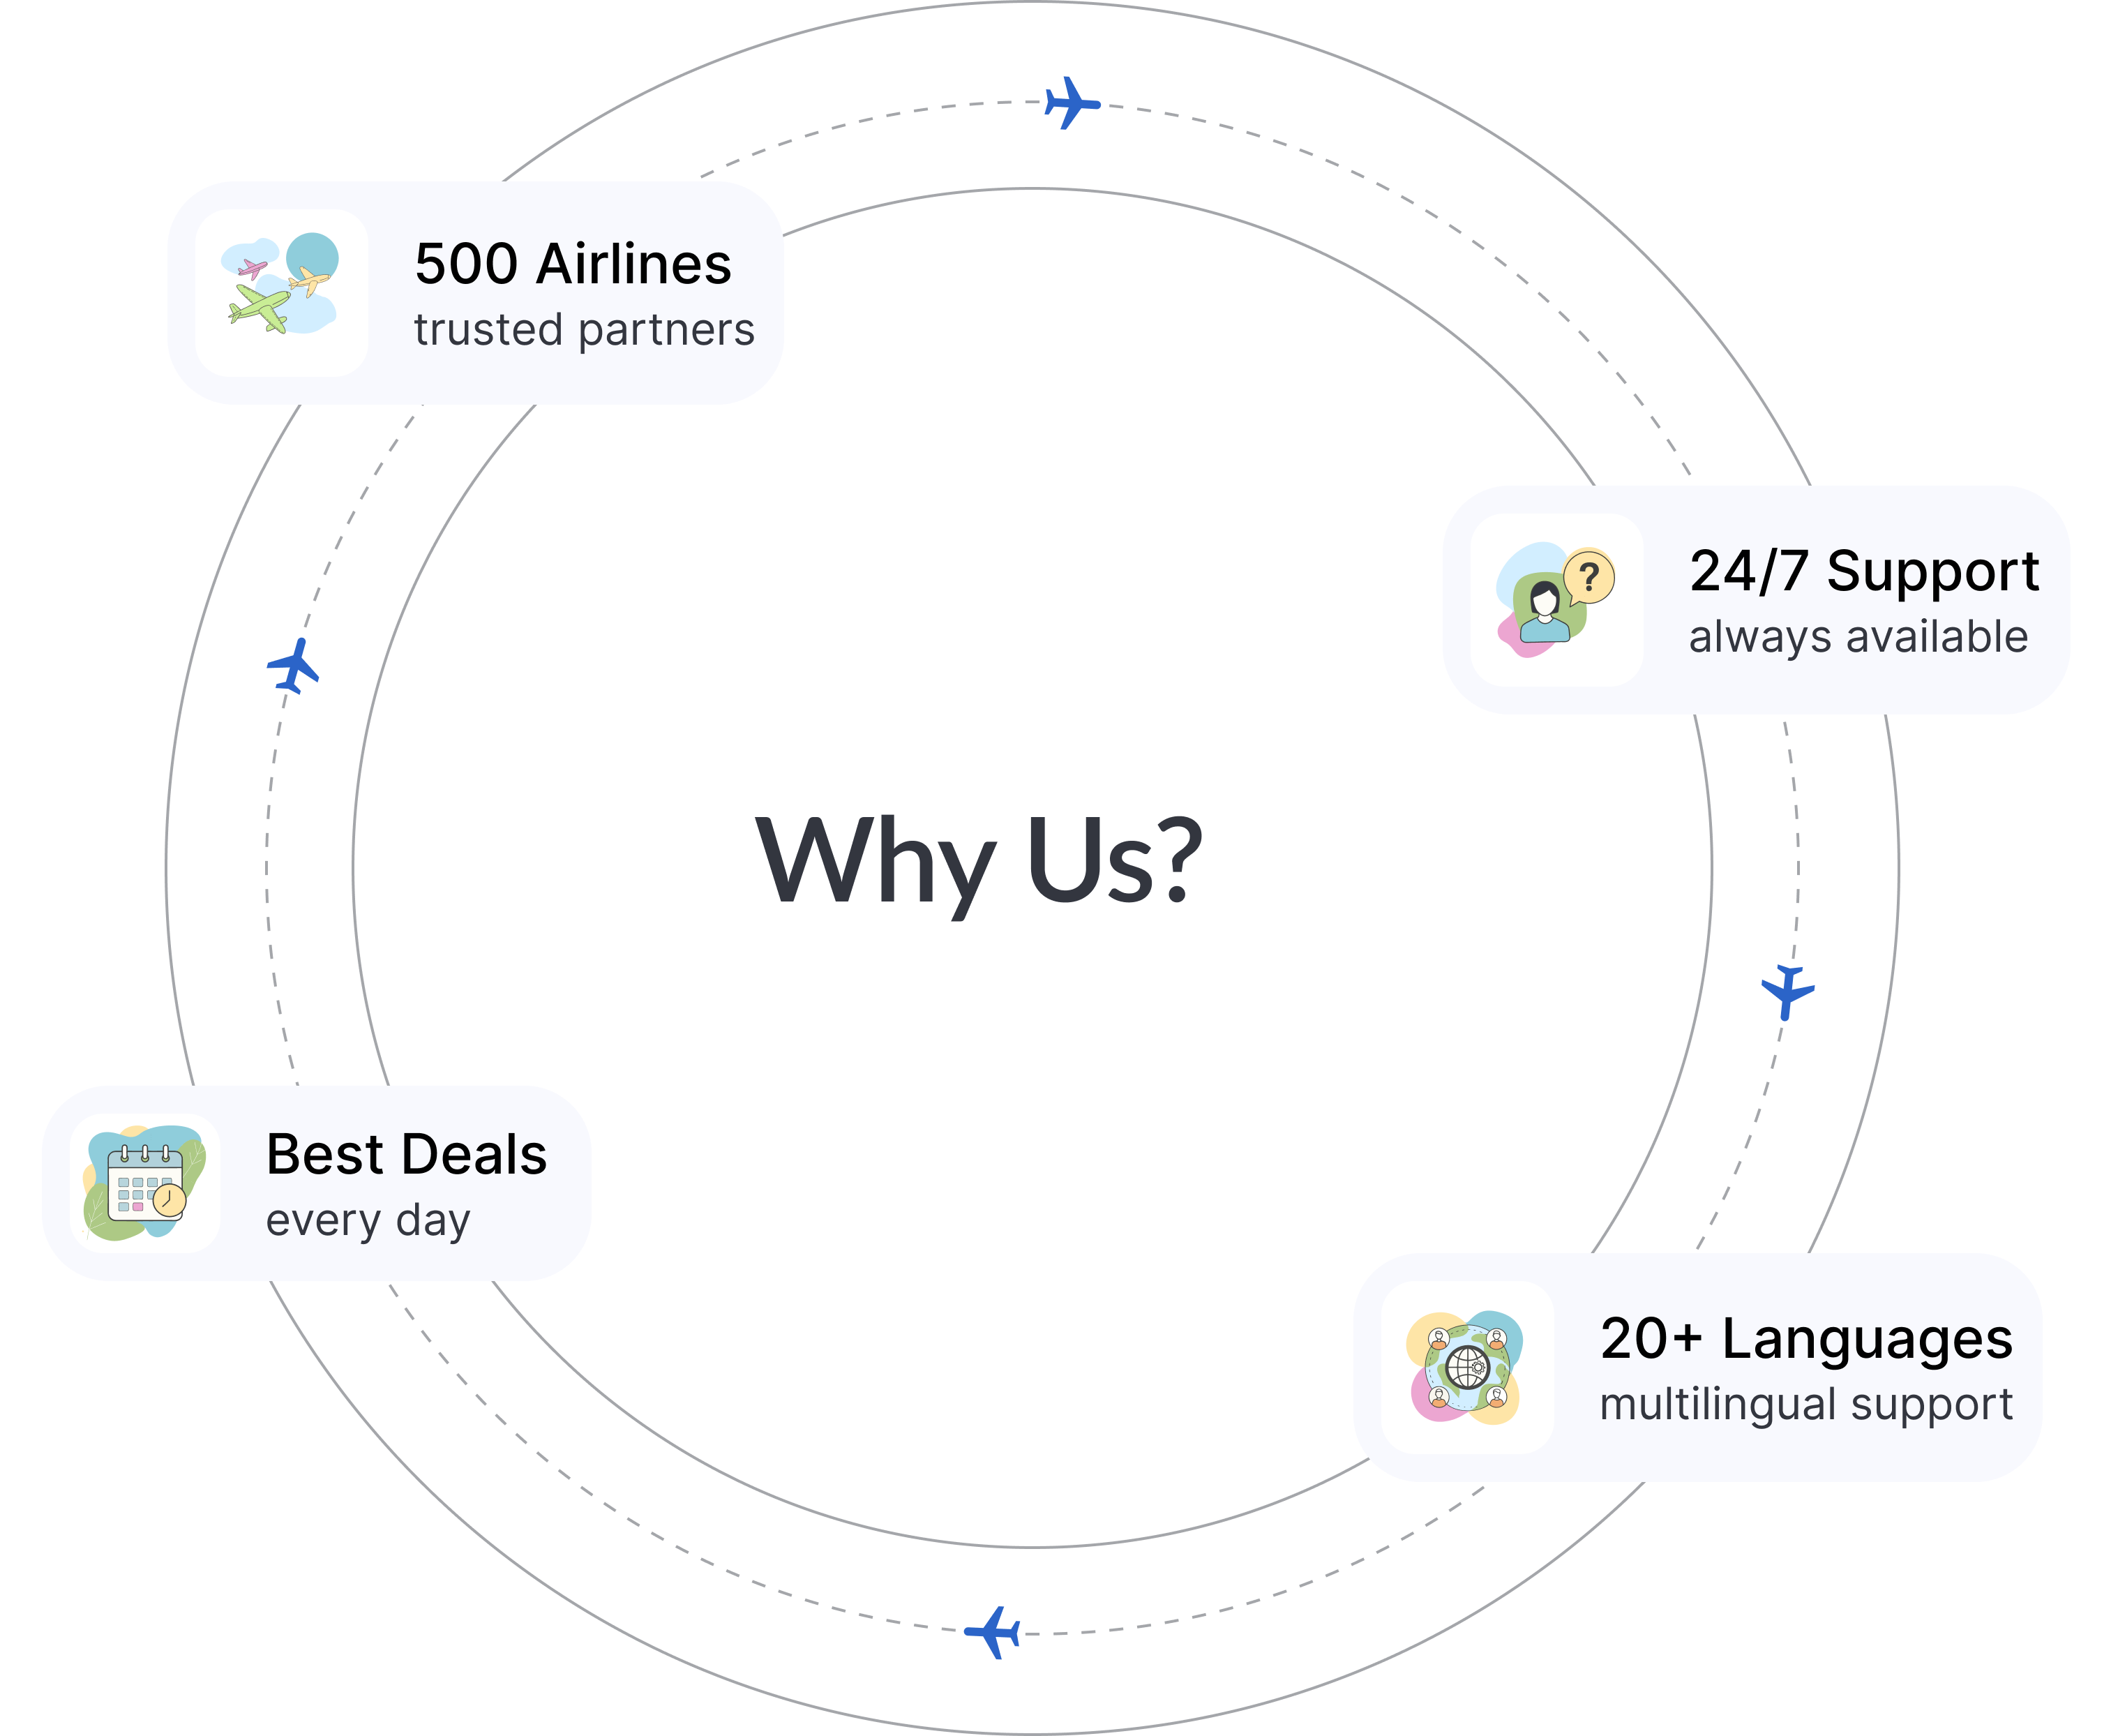 500 Airlines
trusted partners
24/7 Support
always available
Why Us?
Best Deals
every day
20+ Languages
multilingual support